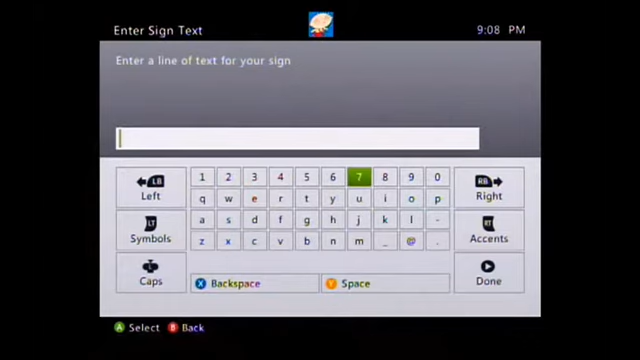 Enter Sign Text 9:08 PM
Enter a line of text for your sign
LB 1 2 3 4 5 6 7 8 9 0 RB
Left q w e r t y u i o p Right
LT a s d f g h j k l - RT
Symbols z x c v b n m _ @ . Accents
L
Caps X Backspace Y Space Done
A Select B Back